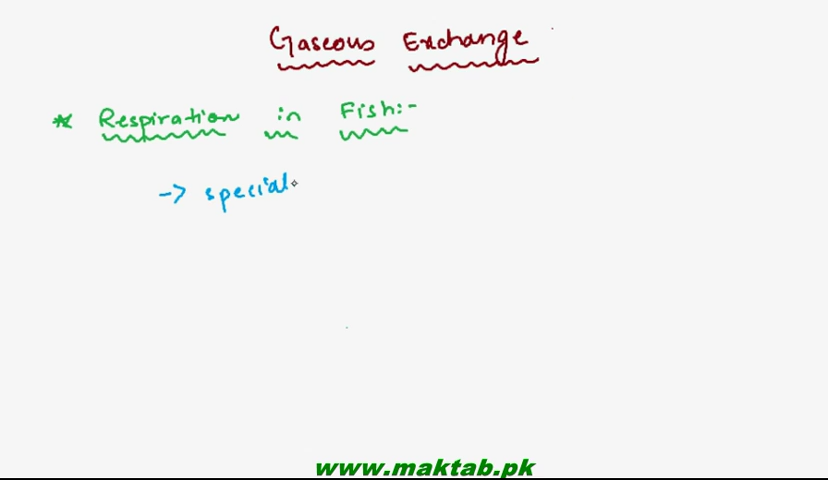 Gaseous Exchange
* Respiration in Fish:-
-> special
www.maktab.pk